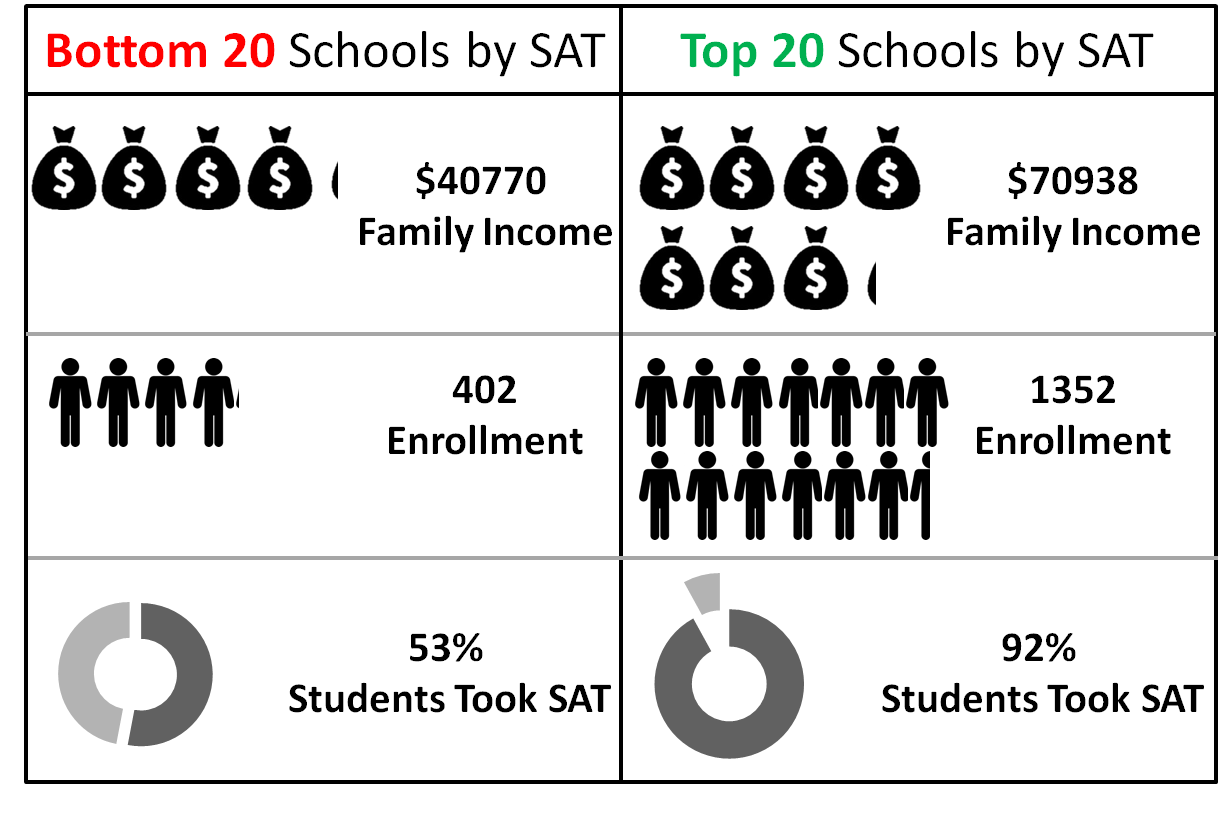 Bottom 20 Schools by SAT
Top 20 Schools by SAT
$ $ $ $
$40770
Family Income
$ $ $ $
$ $ $
$70938
Family Income
402
Enrollment
1352
Enrollment
53%
Students Took SAT
92%
Students Took SAT